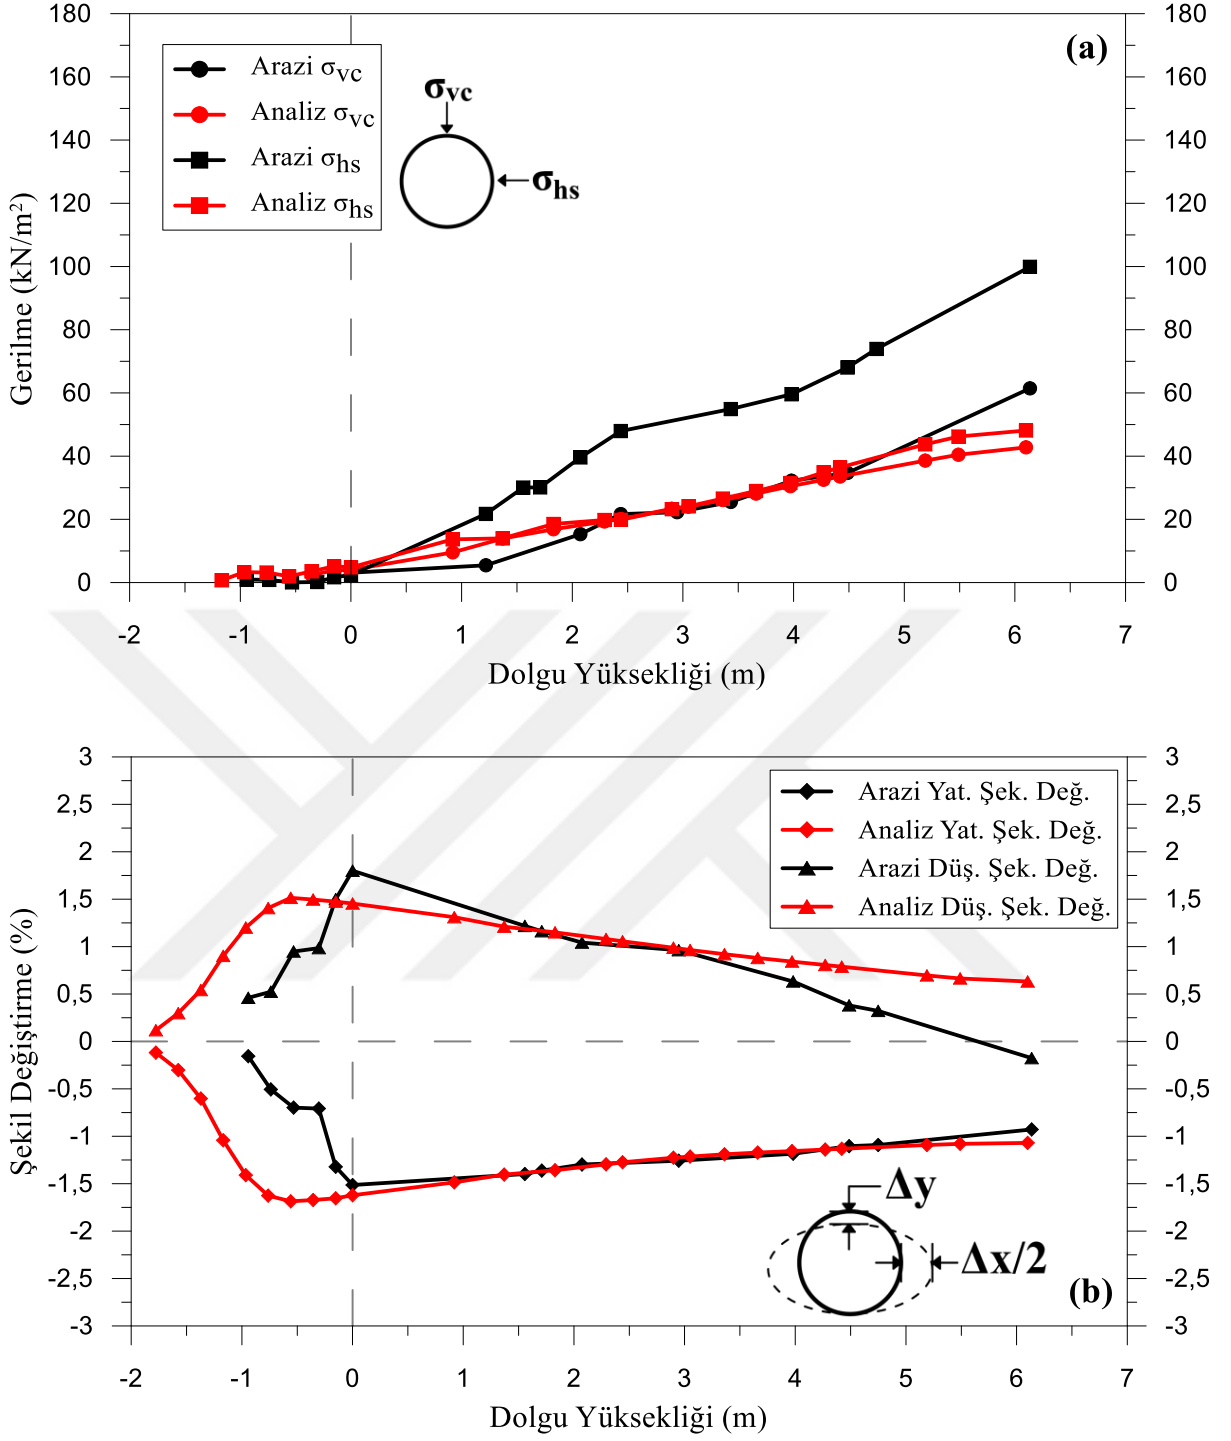 (a)
180
160
140
120
100
80
60
40
20
0
Gerilme (kN/m²)
Arazi σvc
Analiz σvc
Arazi σhs
Analiz σhs
σvc
σhs
180
160
140
120
100
80
60
40
20
0
-2 -1 0 1 2 3 4 5 6 7
Dolgu Yüksekliği (m)
3
2,5
2
1,5
1
0,5
0
-0,5
-1
-1,5
-2
-2,5
-3
Şekil Değiştirme (%)
Arazi Yat. Şek. Değ.
Analiz Yat. Şek. Değ.
Arazi Düş. Şek. Değ.
Analiz Düş. Şek. Değ.
Δy
Δx/2
(b)
3
2,5
2
1,5
1
0,5
0
-0,5
-1
-1,5
-2
-2,5
-3
-2 -1 0 1 2 3 4 5 6 7
Dolgu Yüksekliği (m)